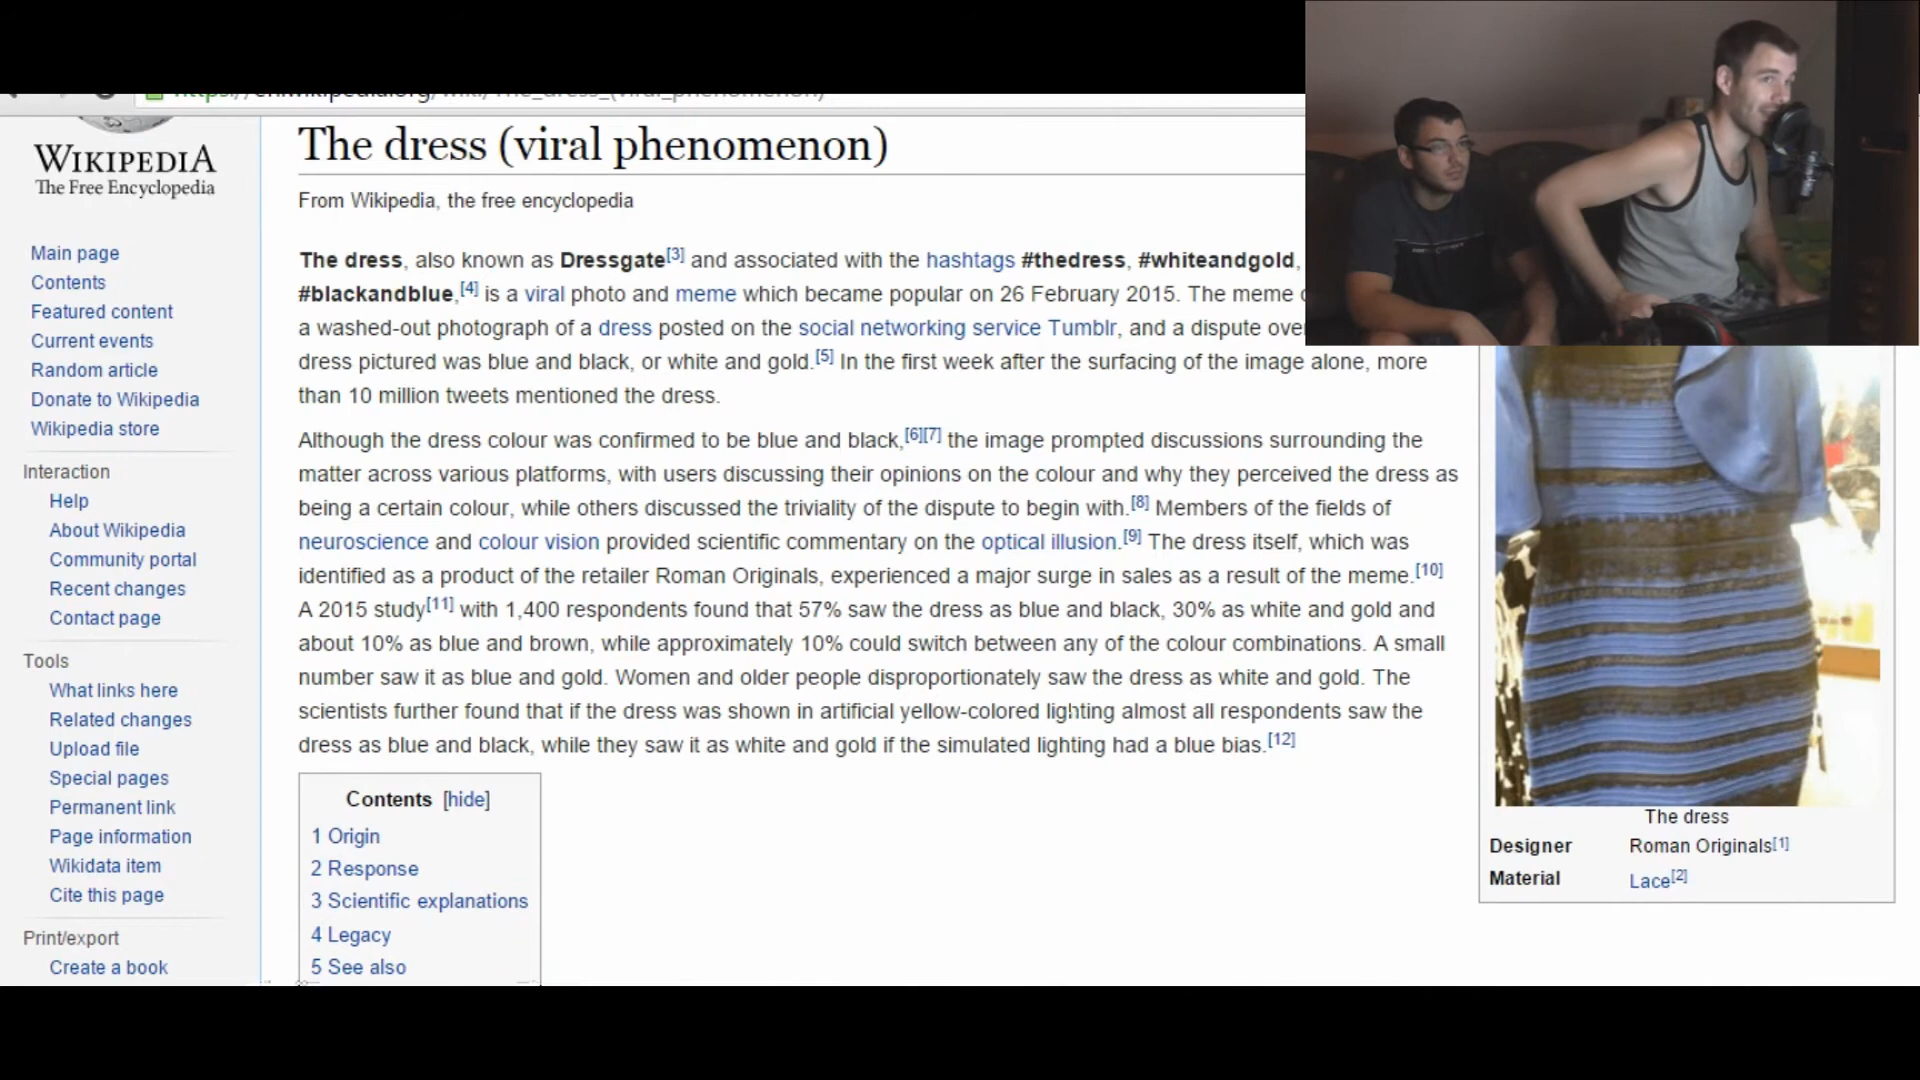 The dress (viral phenomenon)
WIKIPEDIA
The Free Encyclopedia
Main page
Contents
Featured content
Current events
Random article
Donate to Wikipedia
Wikipedia store
Interaction
Help
About Wikipedia
Community portal
Recent changes
Contact page
Tools
What links here
Related changes
Upload file
Special pages
Permanent link
Page information
Wikidata item
Cite this page
Print/export
Create a book
From Wikipedia, the free encyclopedia
The dress, also known as Dressgate[3] and associated with the hashtags #thedress, #whiteandgold,
#blackandblue,[4] is a viral photo and meme which became popular on 26 February 2015. The meme
a washed-out photograph of a dress posted on the social networking service Tumblr, and a dispute over
dress pictured was blue and black, or white and gold.[5] In the first week after the surfacing of the image alone, more
than 10 million tweets mentioned the dress.
Although the dress colour was confirmed to be blue and black,[6][7] the image prompted discussions surrounding the
matter across various platforms, with users discussing their opinions on the colour and why they perceived the dress as
being a certain colour, while others discussed the triviality of the dispute to begin with.[8] Members of the fields of
neuroscience and colour vision provided scientific commentary on the optical illusion.[9] The dress itself, which was
identified as a product of the retailer Roman Originals, experienced a major surge in sales as a result of the meme.[10]
A 2015 study[11] with 1,400 respondents found that 57% saw the dress as blue and black, 30% as white and gold and
about 10% as blue and brown, while approximately 10% could switch between any of the colour combinations. A small
number saw it as blue and gold. Women and older people disproportionately saw the dress as white and gold. The
scientists further found that if the dress was shown in artificial yellow-colored lighting almost all respondents saw the
dress as blue and black, while they saw it as white and gold if the simulated lighting had a blue bias.[12]
Contents [hide]
1 Origin
2 Response
3 Scientific explanations
4 Legacy
5 See also
The dress
Designer Roman Originals[1]
Material Lace[2]